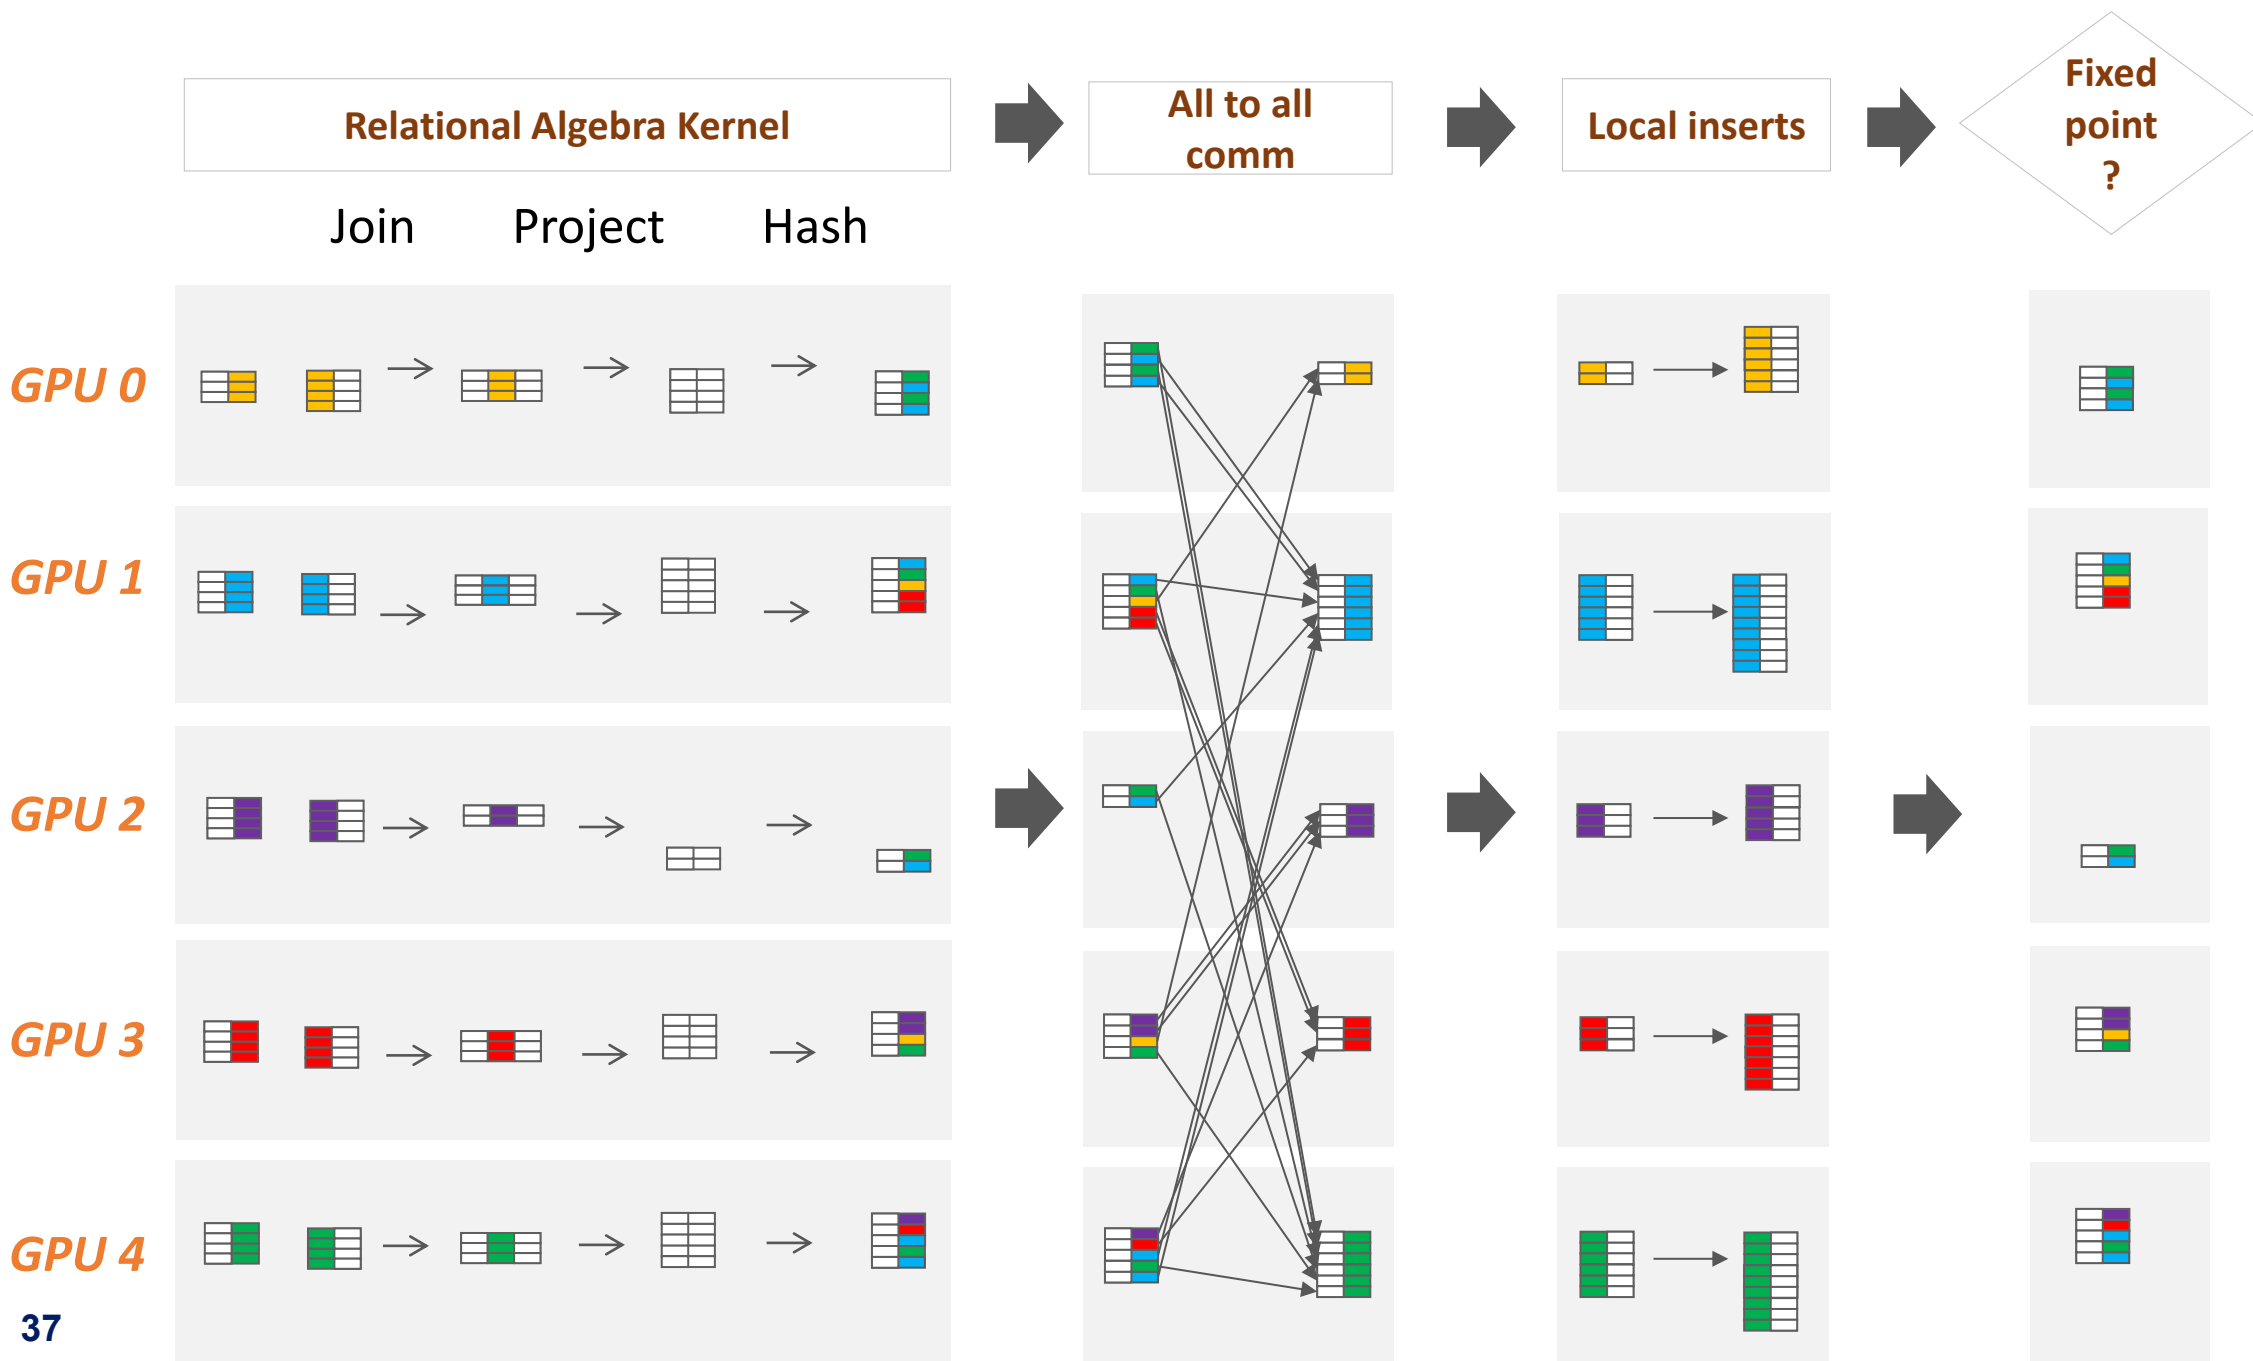 Relational Algebra Kernel
All to all
comm
Local inserts
Fixed
point
?
Join Project Hash
GPU 0
GPU 1
GPU 2
GPU 3
GPU 4
37